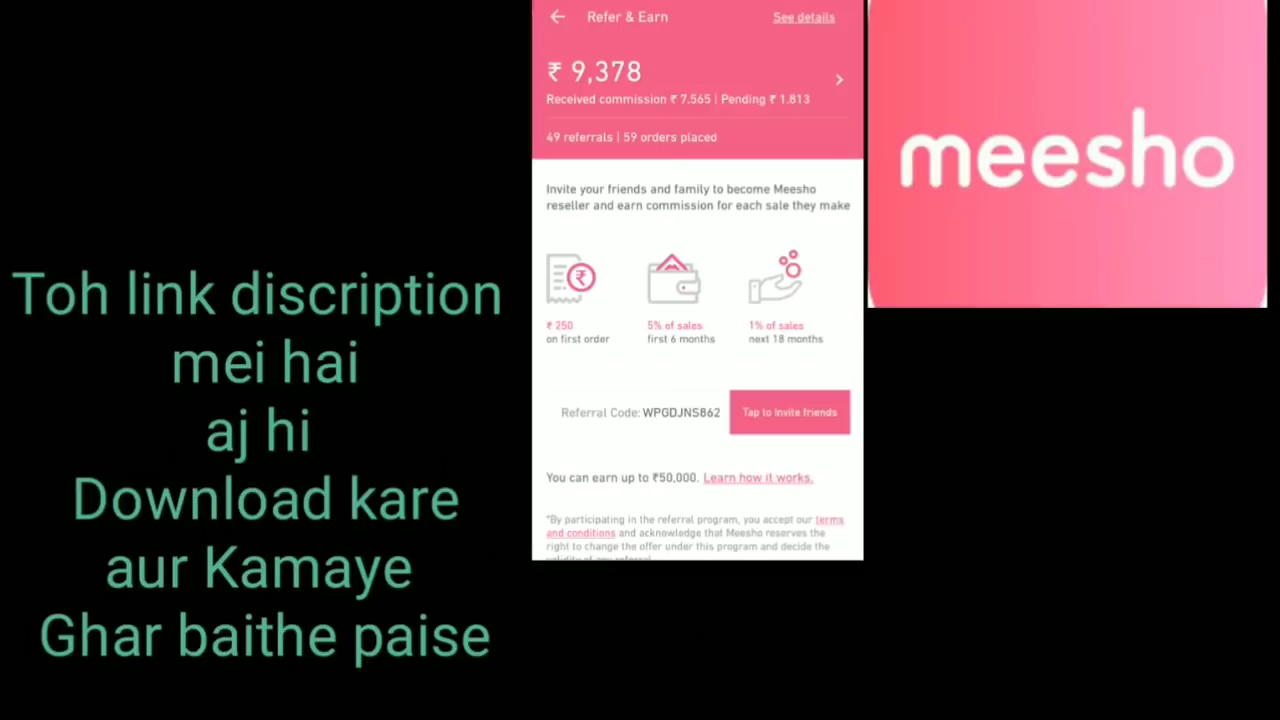 Toh link discription
mei hai
aj hi
Download kare
aur Kamaye
Ghar baithe paise
Refer & Earn
See details
₹ 9,378
Received commission ₹ 7,565 | Pending ₹ 1,813
49 referrals | 59 orders placed
Invite your friends and family to become Meesho
reseller and earn commission for each sale they make
₹ 250
on first order
5% of sales
first 6 months
1% of sales
next 18 months
Referral Code: WPGDJNS862
Tap to Invite friends
You can earn up to ₹50,000. Learn how it works.
*By participating in the referral program, you accept our terms
and conditions and acknowledge that Meesho reserves the
right to change the offer under this program and decide the
validity of any referral
meesho